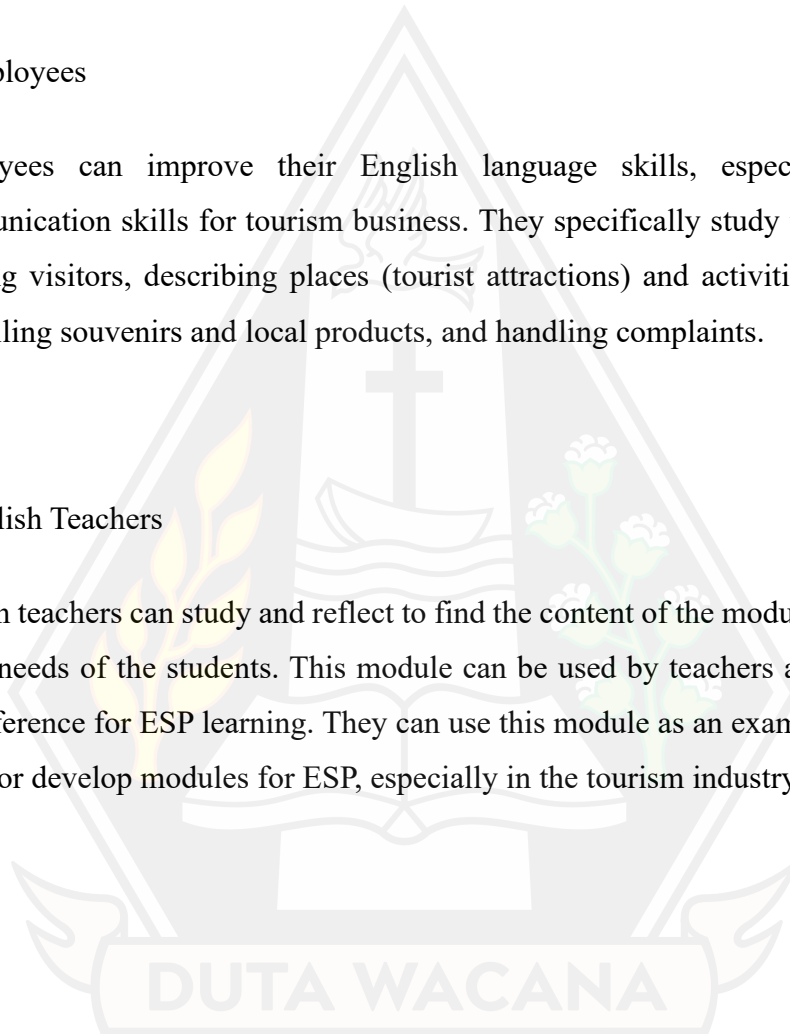 ployees
yees can improve their English language skills, espec
unication skills for tourism business. They specifically study
g visitors, describing places (tourist attractions) and activiti
lling souvenirs and local products, and handling complaints.
lish Teachers
n teachers can study and reflect to find the content of the modu
needs of the students. This module can be used by teachers a
ference for ESP learning. They can use this module as an exam
or develop modules for ESP, especially in the tourism industry
DUTA WACANA